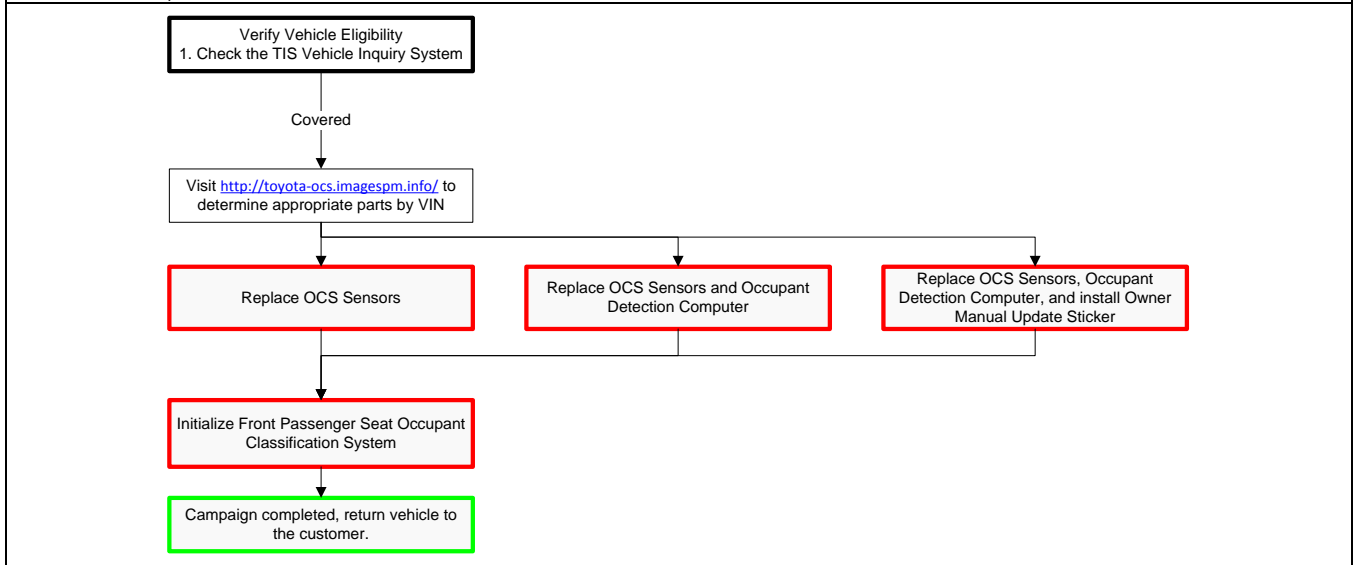 Verify Vehicle Eligibility
1. Check the TIS Vehicle Inquiry System
Covered
Visit http://toyota-ocs.imagespm.info/ to
determine appropriate parts by VIN
Replace OCS Sensors
Replace OCS Sensors and Occupant
Detection Computer
Replace OCS Sensors, Occupant
Detection Computer, and install Owner
Manual Update Sticker
Initialize Front Passenger Seat Occupant
Classification System
Campaign completed, return vehicle to
the customer.